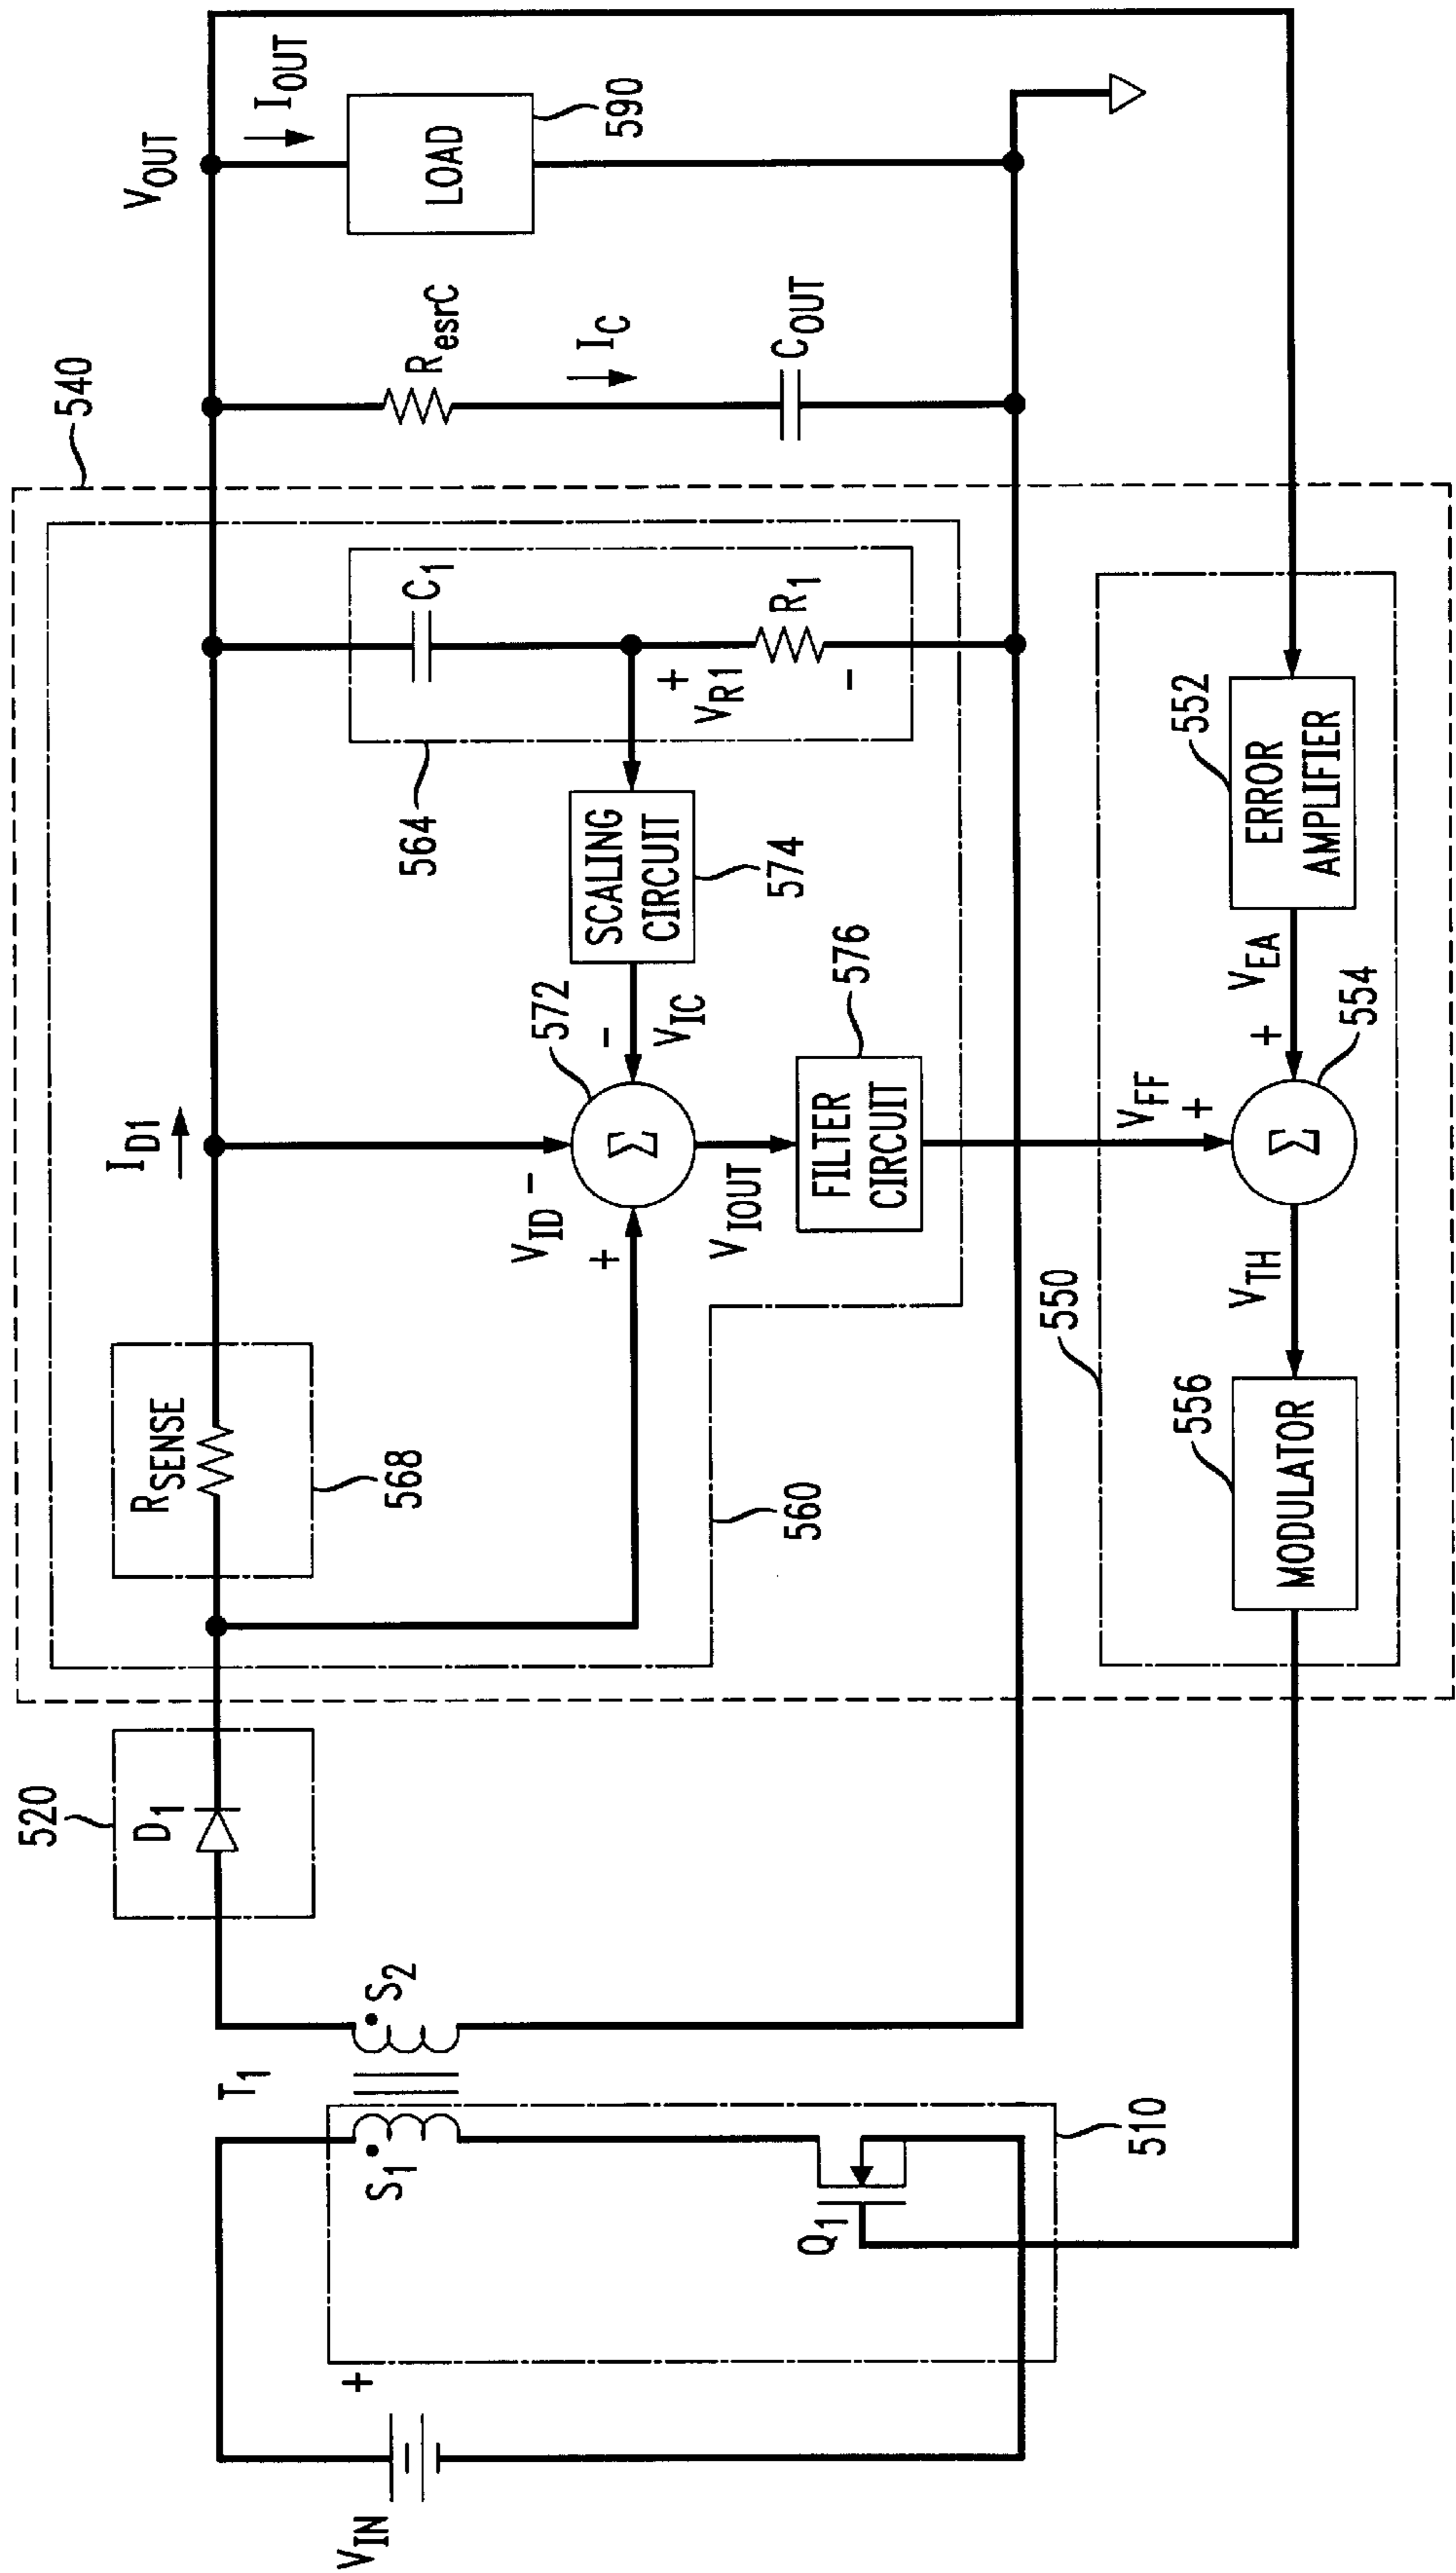 540
V_OUT
I_OUT
LOAD
590
R_esrC
I_C
C_OUT
I_D1
R_SENSE
568
564
C_1
R_1
+
V_R1
-
SCALING
CIRCUIT
574
572
-
V_IC
Σ
V_ID -
+
V_IOUT
FILTER
CIRCUIT
576
560
520
D_1
T_1
S_1
S_2
510
Q_1
+
V_IN
550
556
MODULATOR
V_TH
V_FF
+
Σ
554
+
V_EA
552
ERROR
AMPLIFIER